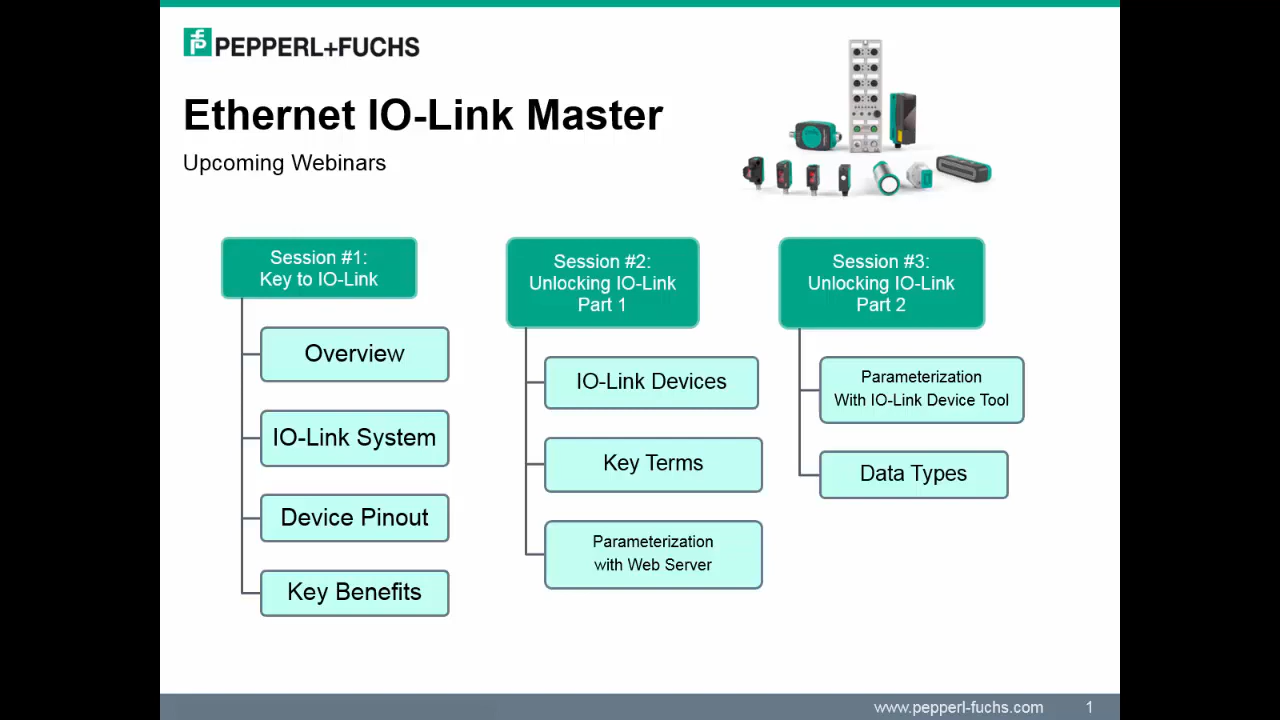 PEPPERL+FUCHS
Ethernet IO-Link Master
Upcoming Webinars
Session #1:
Key to IO-Link
Overview
IO-Link System
Device Pinout
Key Benefits
Session #2:
Unlocking IO-Link
Part 1
IO-Link Devices
Key Terms
Parameterization
with Web Server
Session #3:
Unlocking IO-Link
Part 2
Parameterization
With IO-Link Device Tool
Data Types
www.pepperl-fuchs.com
1